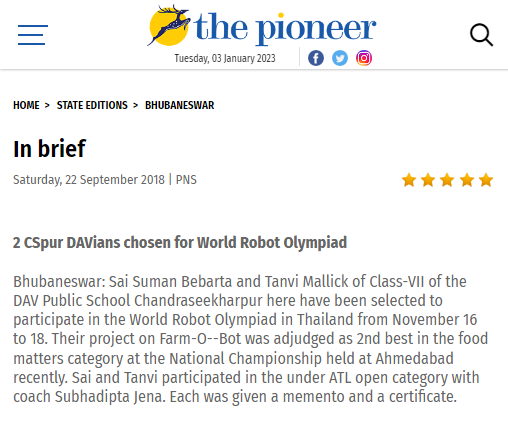 the pioneer
Tuesday, 03 January 2023
HOME > STATE EDITIONS > BHUBANESWAR
In brief
Saturday, 22 September 2018 | PNS
2 CSpur DAVians chosen for World Robot Olympiad
Bhubaneswar: Sai Suman Bebarta and Tanvi Mallick of Class-VII of the
DAV Public School Chandraseekharpur here have been selected to
participate in the World Robot Olympiad in Thailand from November 16
to 18. Their project on Farm-O--Bot was adjudged as 2nd best in the food
matters category at the National Championship held at Ahmedabad
recently. Sai and Tanvi participated in the under ATL open category with
coach Subhadipta Jena. Each was given a memento and a certificate.